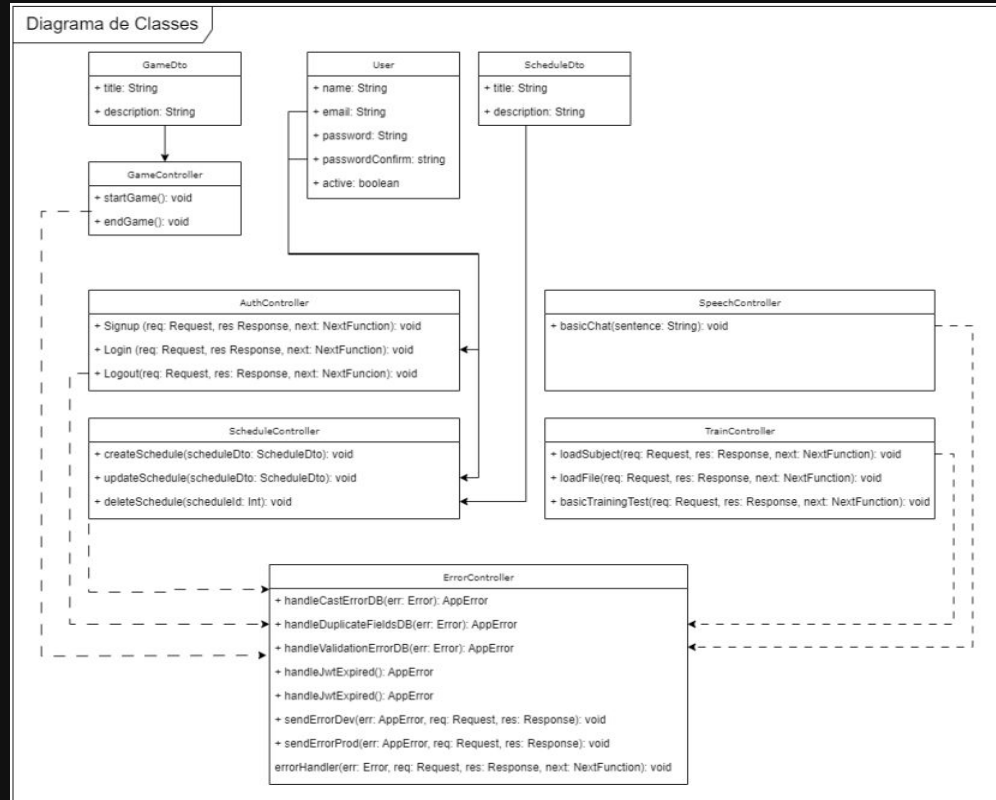 Diagrama de Classes
GameDto
+ title: String
+ description: String
User
+ name: String
+ email: String
+ password: String
+ passwordConfirm: string
+ active: boolean
ScheduleDto
+ title: String
+ description: String
GameController
+ startGame(): void
+ endGame(): void
AuthController
+ Signup (req: Request, res Response, next: NextFunction): void
+ Login (req: Request, res Response, next: NextFunction): void
+ Logout(req: Request, res: Response, next: NextFuncion): void
SpeechController
+ basicChat(sentence: String): void
ScheduleController
+ createSchedule(scheduleDto: ScheduleDto): void
+ updateSchedule(scheduleDto: ScheduleDto): void
+ deleteSchedule(scheduleId: Int): void
TrainController
+ loadSubject(req: Request, res: Response, next: NextFunction): void
+ loadFile(req: Request, res: Response, next: NextFunction): void
+ basicTrainingTest(req: Request, res: Response, next: NextFunction): void
ErrorController
+ handleCastErrorDB(err: Error): AppError
+ handleDuplicateFieldsDB(err: Error): AppError
+ handleValidationErrorDB(err: Error): AppError
+ handleJwtExpired(): AppError
+ handleJwtExpired(): AppError
+ sendErrorDev(err: AppError, req: Request, res: Response): void
+ sendErrorProd(err: AppError, req: Request, res: Response): void
errorHandler(err: Error, req: Request, res: Response, next: NextFunction): void